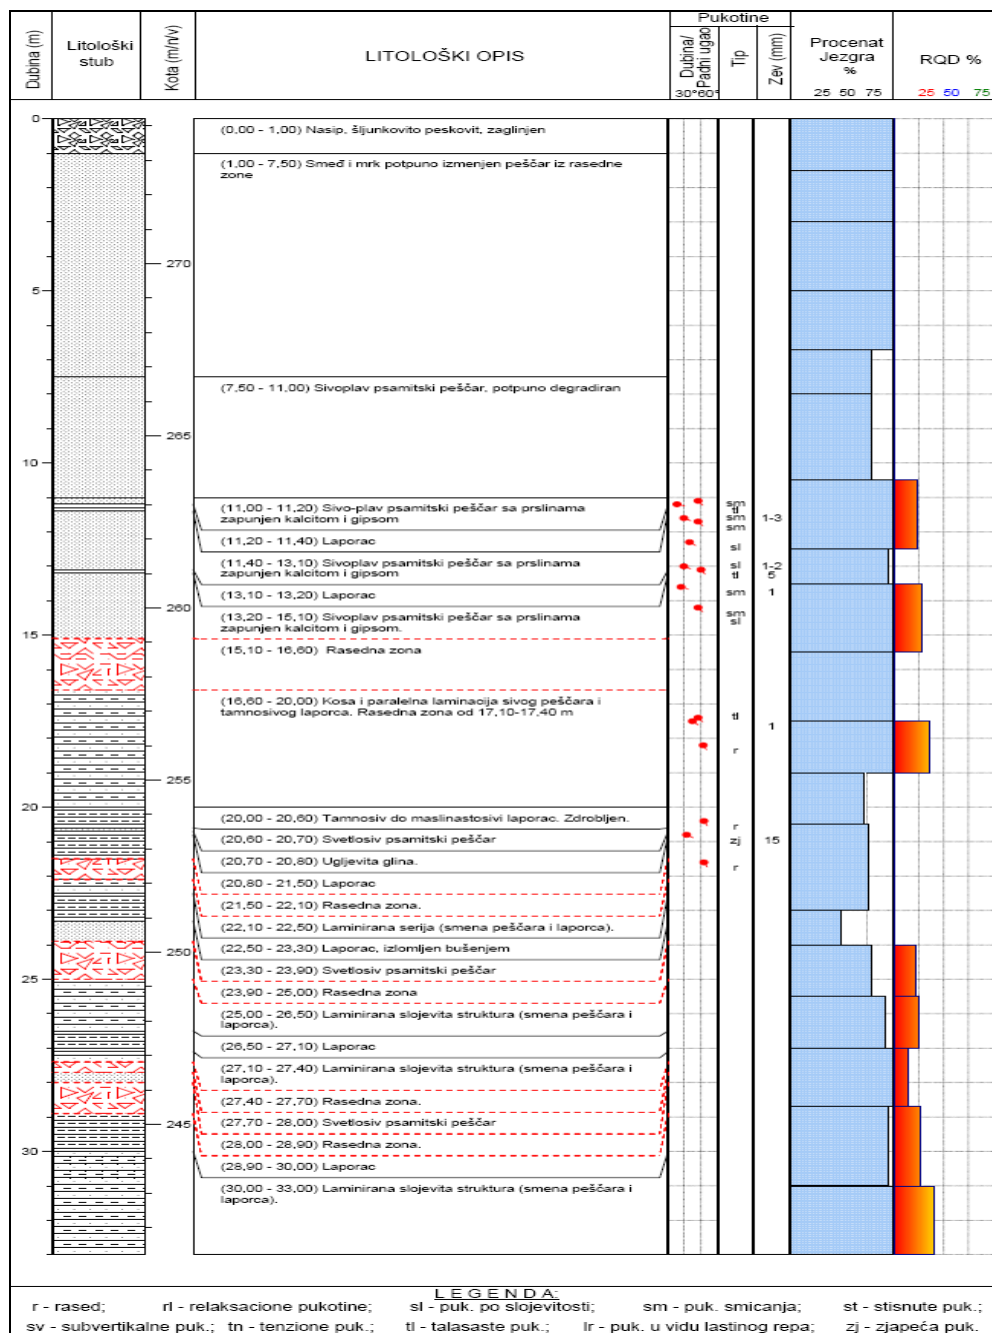 Dubina (m)
Litološki
stub
Kota (m/n/v)
LITOLOŠKI OPIS
Pukotine
Dubina/
Padni ugao
30°60°
Tip
Zev (mm)
Procenat
Jezgra
%
25 50 75
RQD %
25 50 75
0
5
10
15
20
25
30
270
265
260
255
250
245
(0,00 - 1,00) Nasip, šljunkovito peskovit, zaglinjen
(1,00 - 7,50) Smeđ i mrk potpuno izmenjen peščar iz rasedne
zone
(7,50 - 11,00) Sivoplav psamitski peščar, potpuno degradiran
(11,00 - 11,20) Sivo-plav psamitski peščar sa prslinama
zapunjen kalcitom i gipsom
(11,20 - 11,40) Laporac
(11,40 - 13,10) Sivoplav psamitski peščar sa prslinama
zapunjen kalcitom i gipsom
(13,10 - 13,20) Laporac
(13,20 - 15,10) Sivoplav psamitski peščar sa prslinama
zapunjen kalcitom i gipsom.
(15,10 - 16,60) Rasedna zona
(16,60 - 20,00) Kosa i paralelna laminacija sivog peščara i
tamnosivog laporca. Rasedna zona od 17,10-17,40 m
(20,00 - 20,60) Tamnosiv do maslinastosivi laporac. Zdrobljen.
(20,60 - 20,70) Svetlosiv psamitski peščar
(20,70 - 20,80) Ugljevita glina.
(20,80 - 21,50) Laporac
(21,50 - 22,10) Rasedna zona.
(22,10 - 22,50) Laminirana serija (smena peščara i laporca).
(22,50 - 23,30) Laporac, izlomljen bušenjem
(23,30 - 23,90) Svetlosiv psamitski peščar
(23,90 - 25,00) Rasedna zona
(25,00 - 26,50) Laminirana slojevita struktura (smena peščara i
laporca).
(26,50 - 27,10) Laporac
(27,10 - 27,40) Laminirana slojevita struktura (smena peščara i
laporca).
(27,40 - 27,70) Rasedna zona.
(27,70 - 28,00) Svetlosiv psamitski peščar
(28,00 - 28,90) Rasedna zona.
(28,90 - 30,00) Laporac
(30,00 - 33,00) Laminirana slojevita struktura (smena peščara i
laporca).
sm
tl
sm
sm
sl
sl
tl
sm
sm
sl
tl
r
r
zj
r
1-3
1-2
5
1
1
15
LEGENDA:
r - rased; rl - relaksacione pukotine; sl - puk. po slojevitosti; sm - puk. smicanja; st - stisnute puk.;
sv - subvertikalne puk.; tn - tenzione puk.; tl - talasaste puk.; lr - puk. u vidu lastinog repa; zj - zjapeća puk.